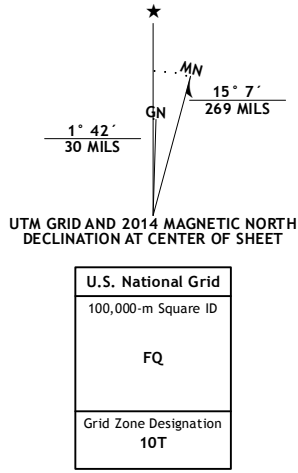 ★
MN
GN
15° 7´
269 MILS
1° 42´
30 MILS
UTM GRID AND 2014 MAGNETIC NORTH
DECLINATION AT CENTER OF SHEET
U.S. National Grid
100,000-m Square ID
FQ
Grid Zone Designation
10T